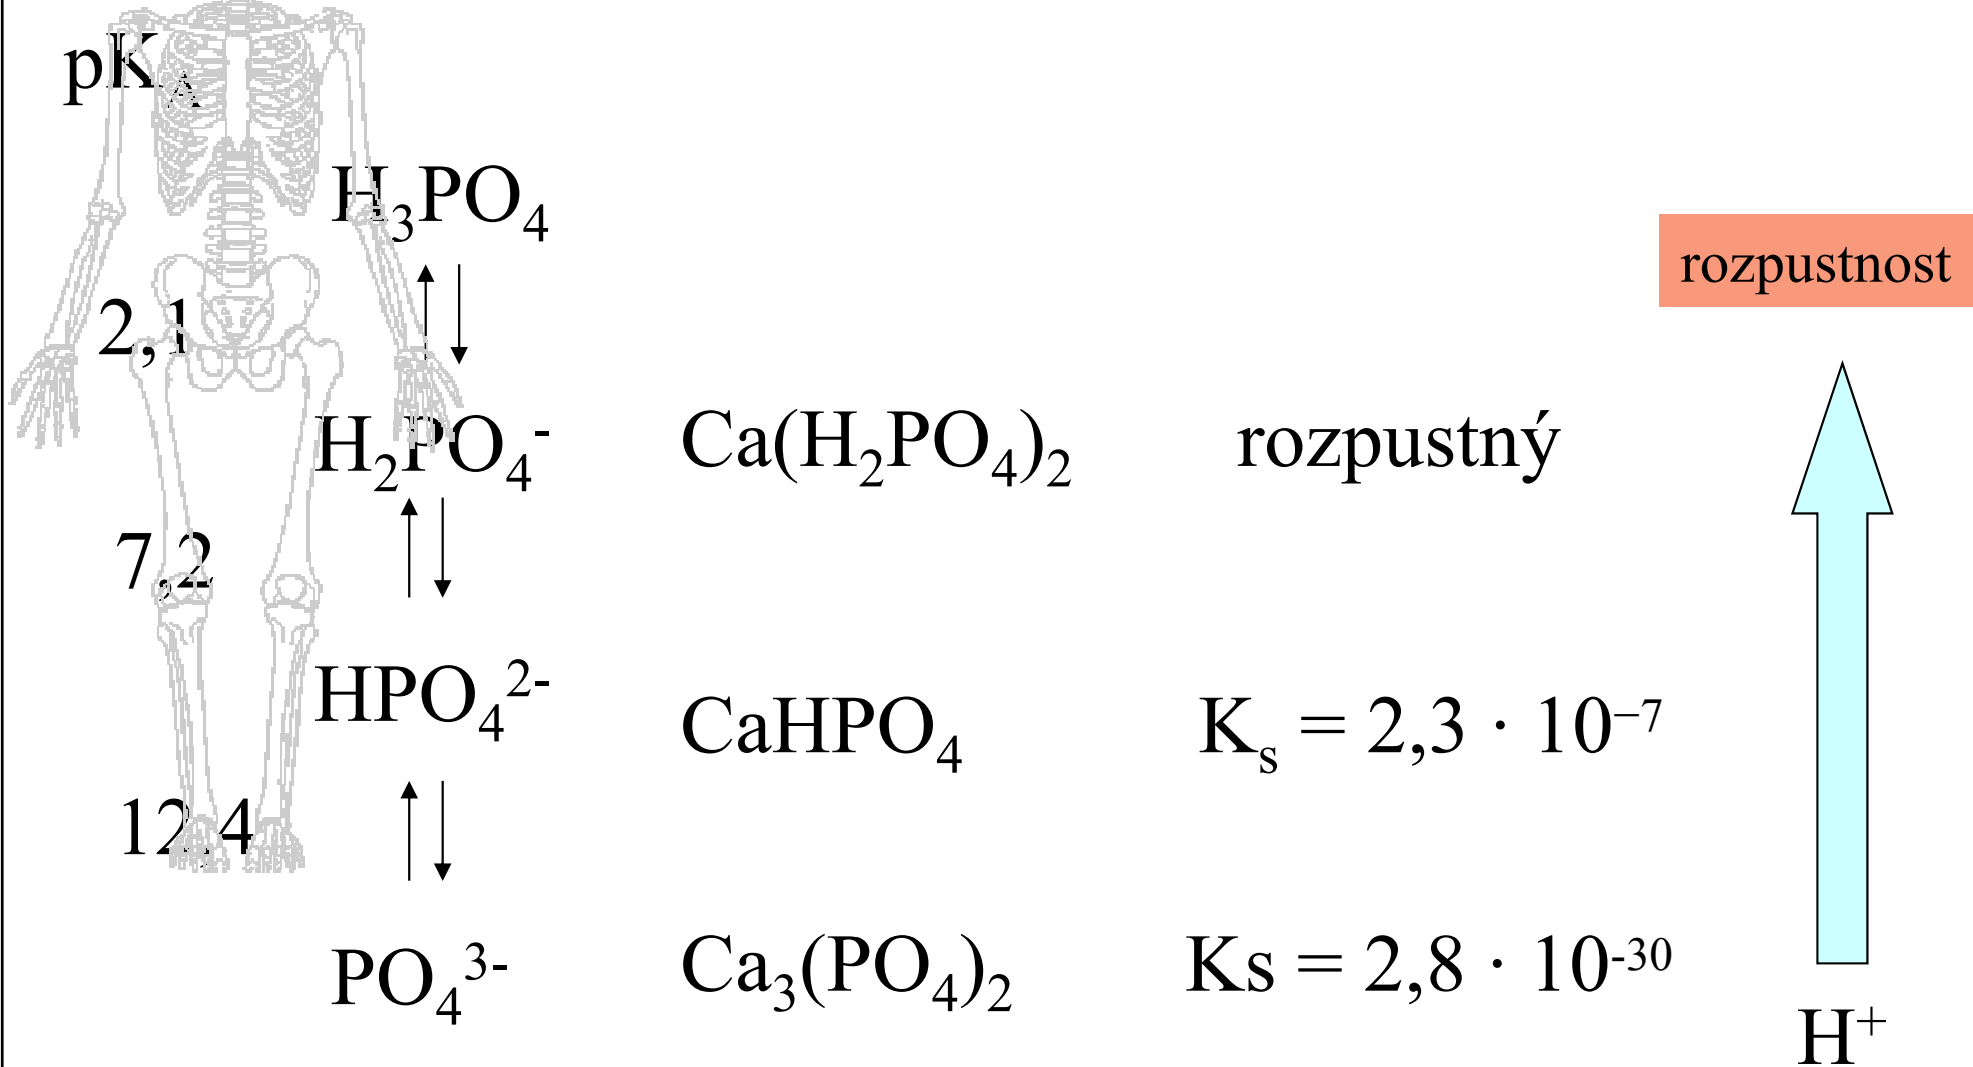 pK_A
H₃PO₄
rozpustnost
2,1
H₂PO₄⁻ Ca(H₂PO₄)₂ rozpustný
7,2
HPO₄²⁻ CaHPO₄ Kₛ = 2,3 · 10⁻⁷
12,4
PO₄³⁻ Ca₃(PO₄)₂ Ks = 2,8 · 10⁻³⁰
H⁺